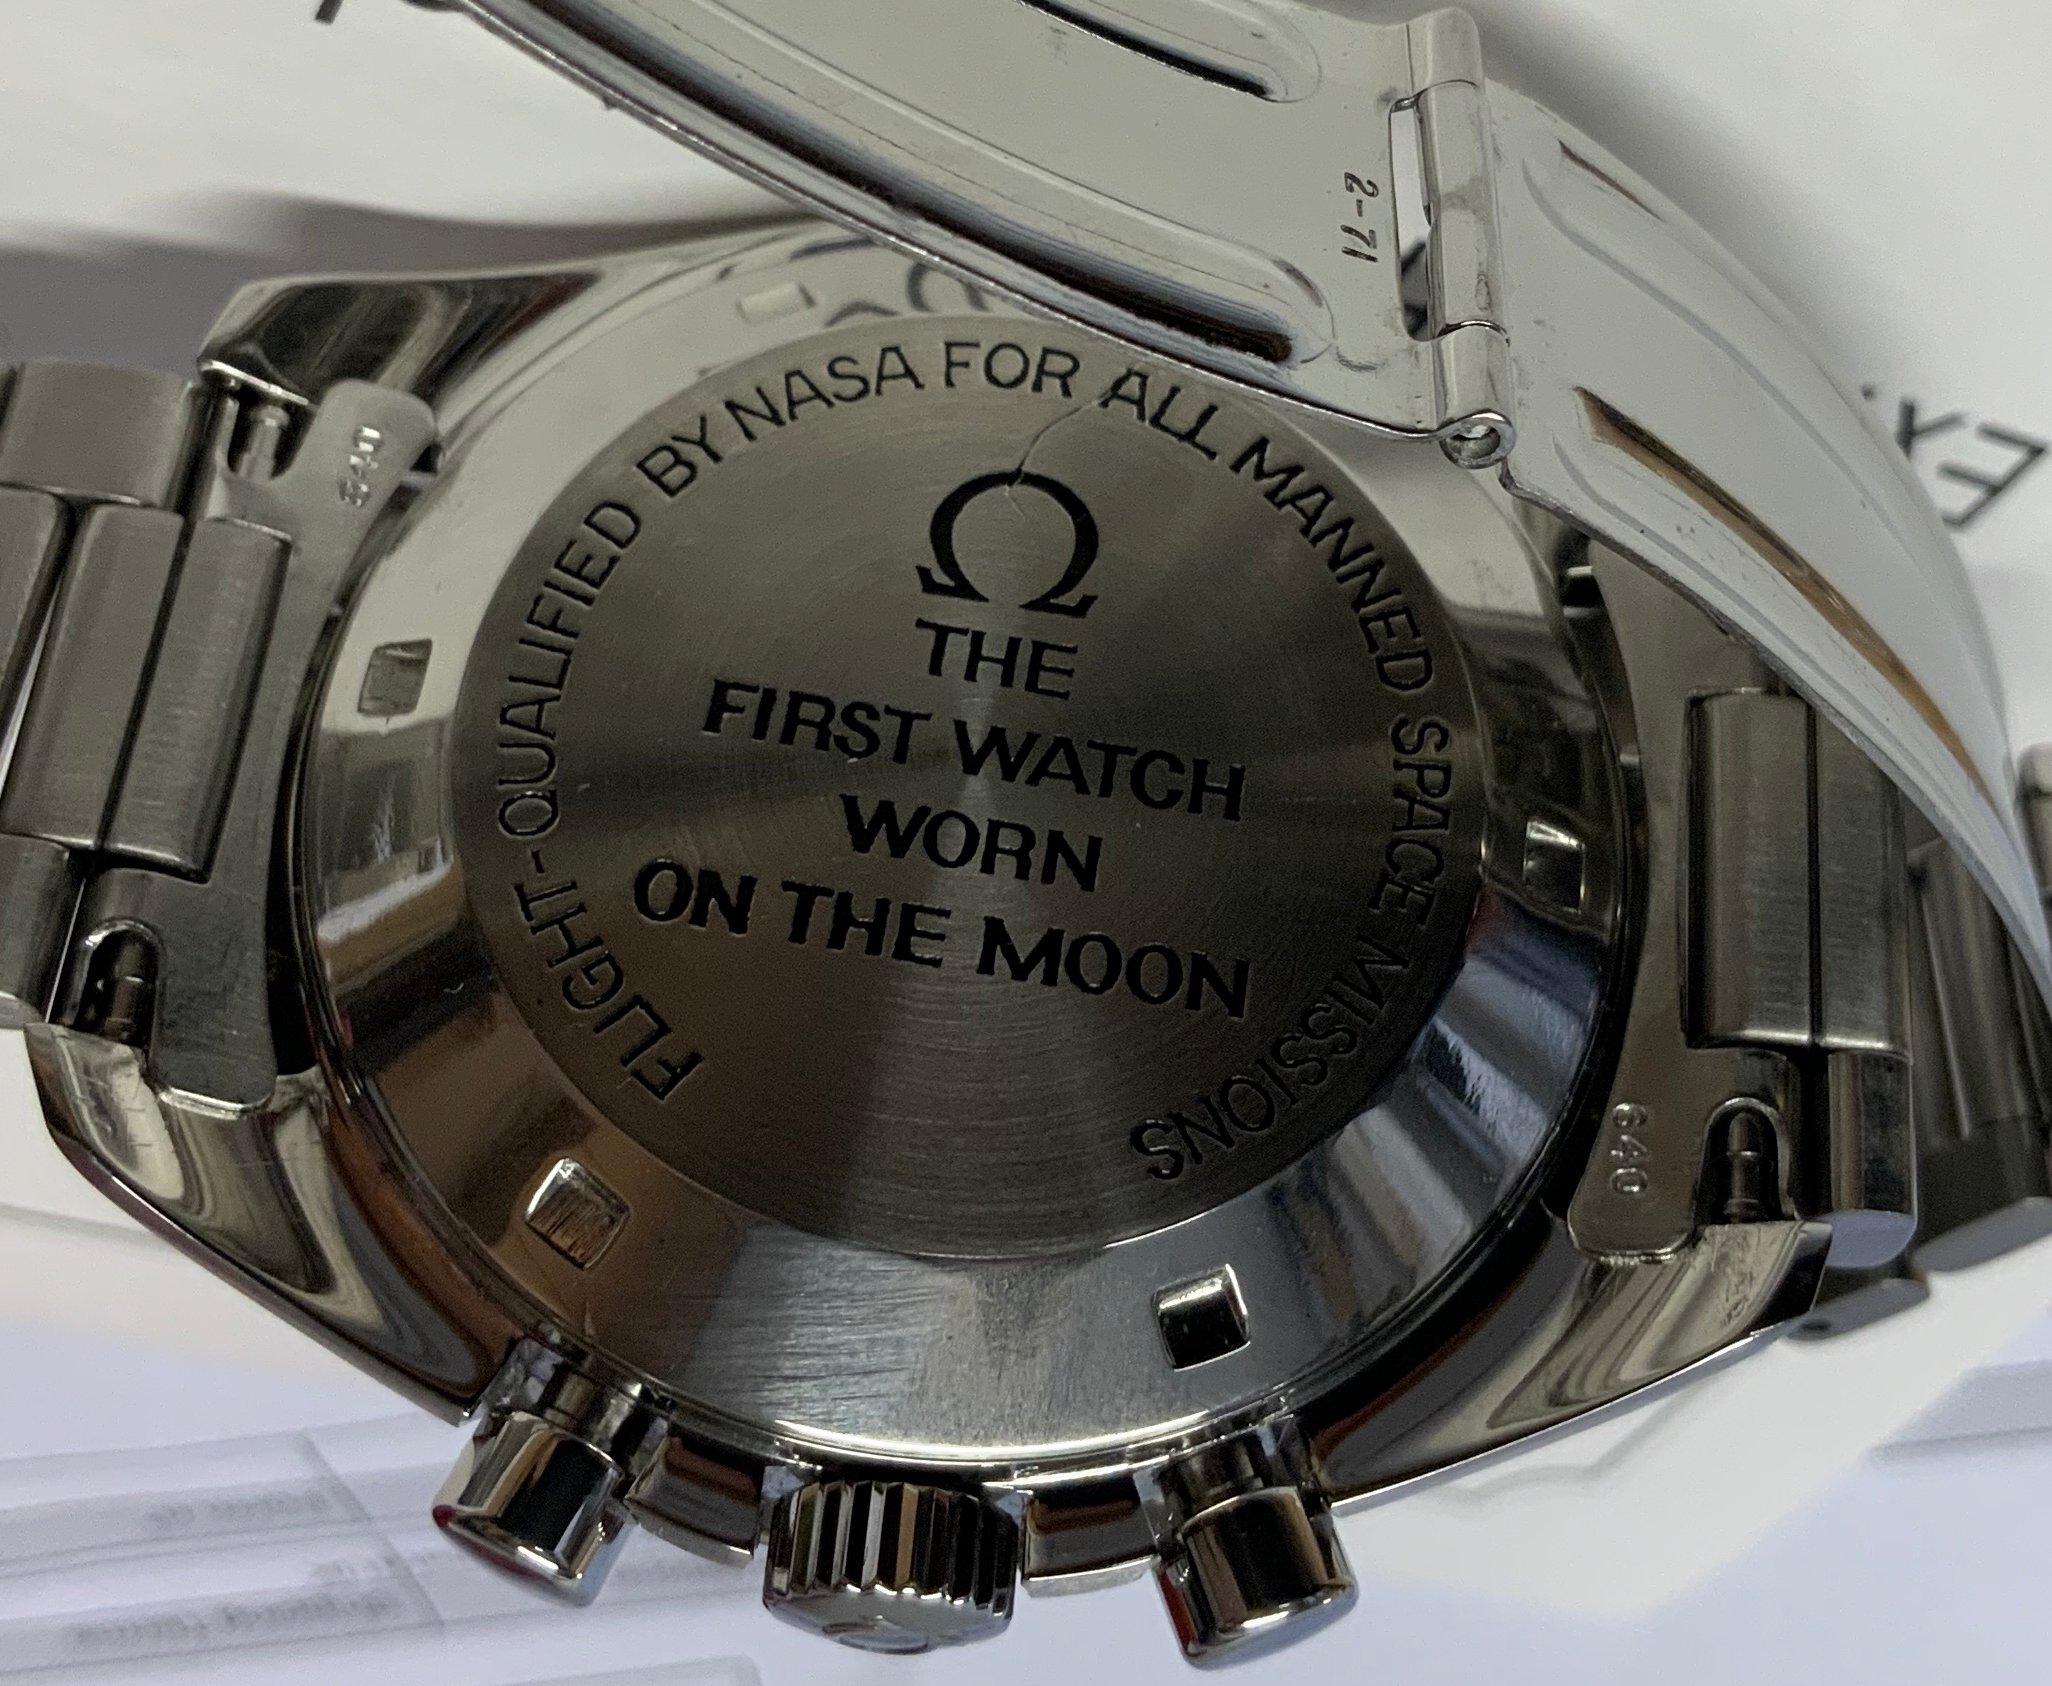 2-71
FLIGHT-QUALIFIED BY NASA FOR ALL MANNED SPACE MISSIONS
Ω
THE
FIRST WATCH
WORN
ON THE MOON
640
640